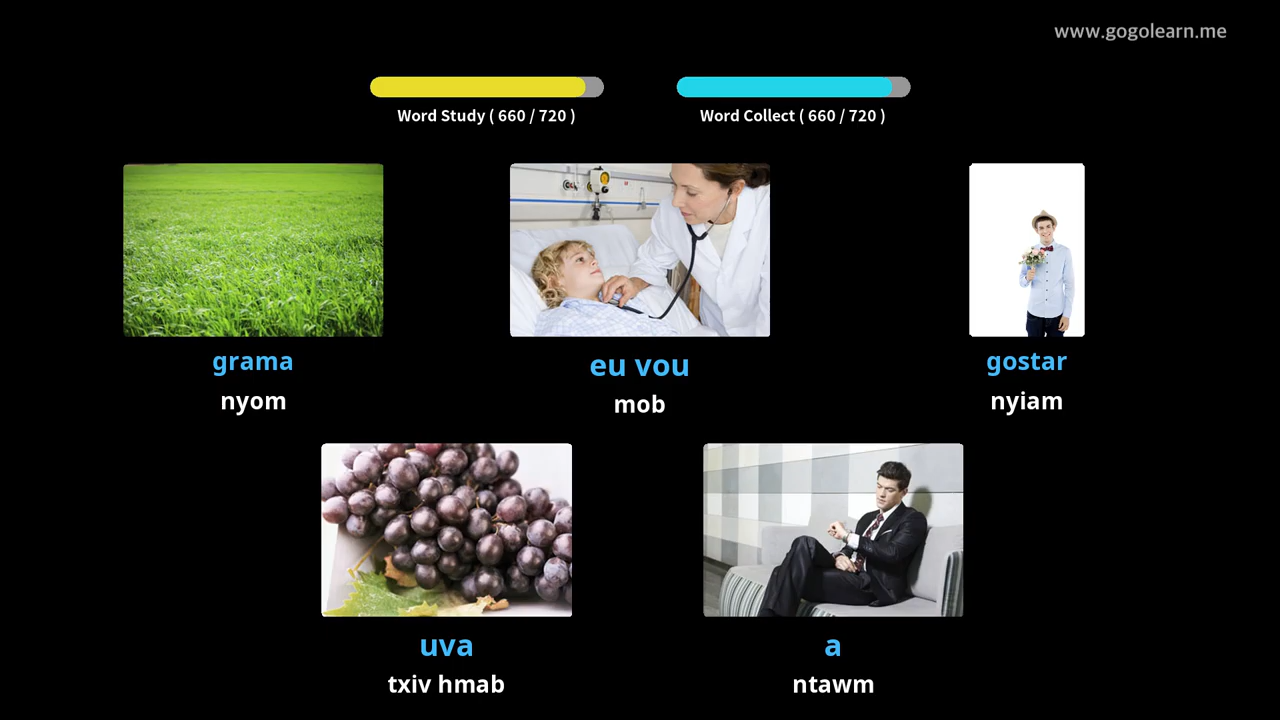 www.gogolearn.me
Word Study ( 660 / 720 )
Word Collect ( 660 / 720 )
grama
nyom
eu vou
mob
gostar
nyiam
uva
txiv hmab
a
ntawm